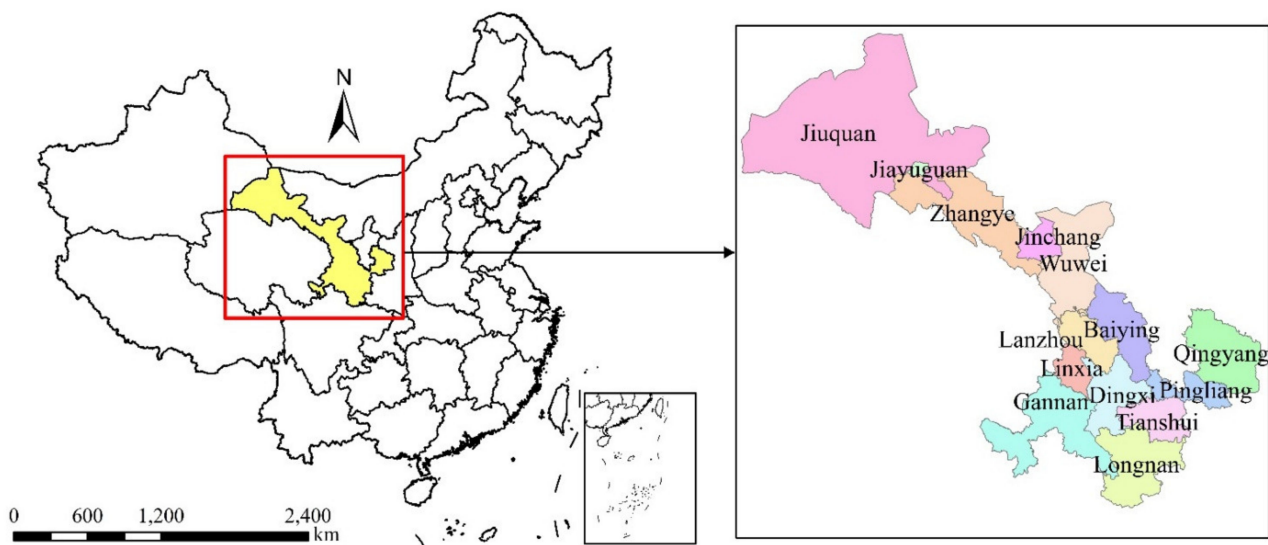 N
0 600 1,200 2,400
km
Jiuquan
Jiayuguan
Zhangye
Jinchang
Wuwei
Lanzhou
Baiying
Qingyang
Linxia
Dingxi
Pingliang
Gannan
Tianshui
Longnan